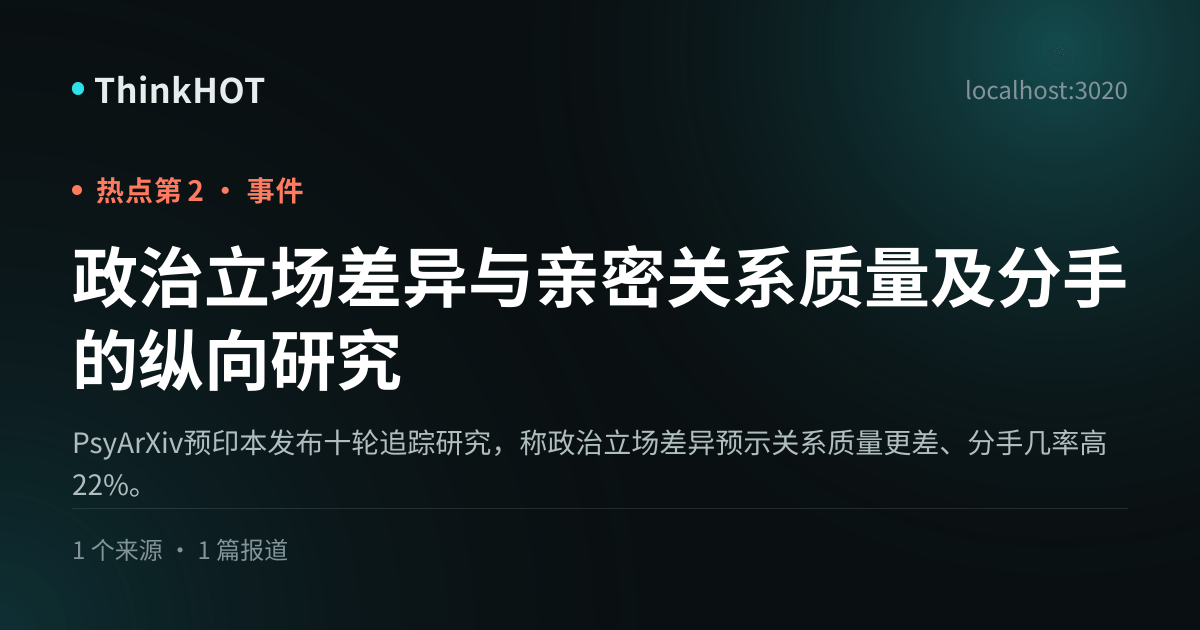 ThinkHOT
localhost:3020
热点第 2 · 事件
政治立场差异与亲密关系质量及分手
的纵向研究
PsyArXiv预印本发布十轮追踪研究，称政治立场差异预示关系质量更差、分手几率高
22%。
1 个来源 · 1 篇报道